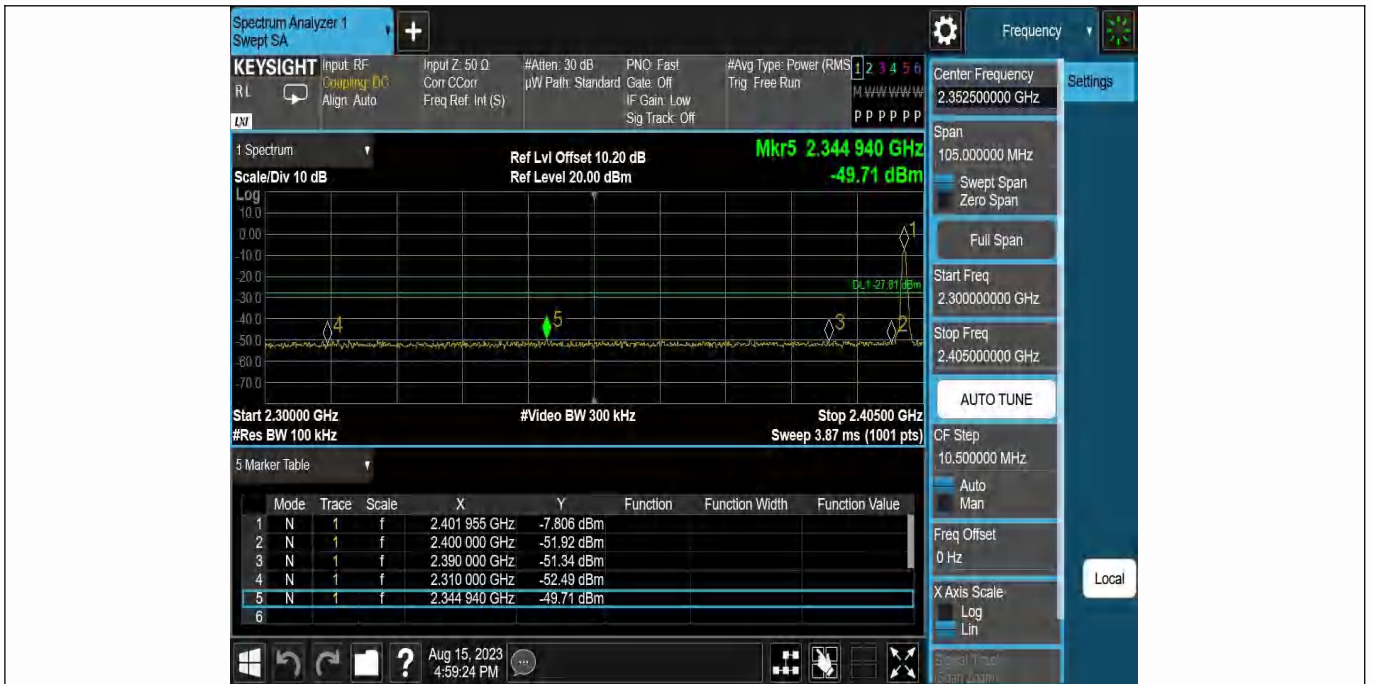 Spectrum Analyzer 1
Swept SA
+
Frequency
KEYSIGHT
RL
LXI
Input: RF
Coupling: DC
Align: Auto
Input Z: 50 Ω
Corr CCorr
Freq Ref: Int (S)
#Atten: 30 dB
µW Path: Standard
PNO: Fast
Gate: Off
IF Gain: Low
Sig Track: Off
#Avg Type: Power (RMS
Trig: Free Run
1 2 3 4 5 6
M W W W W W
P P P P P P
1 Spectrum
Scale/Div 10 dB
Ref Lvl Offset 10.20 dB
Ref Level 20.00 dBm
Mkr5 2.344 940 GHz
-49.71 dBm
Log
10.0
0.00
-10.0
-20.0
-30.0
-40.0
-50.0
-60.0
-70.0
1
DL1 -27.81 dBm
4
5
3
2
Start 2.30000 GHz
#Video BW 300 kHz
Stop 2.40500 GHz
#Res BW 100 kHz
Sweep 3.87 ms (1001 pts)
5 Marker Table
Mode Trace Scale X Y Function Function Width Function Value
1 N 1 f 2.401 955 GHz -7.806 dBm
2 N 1 f 2.400 000 GHz -51.92 dBm
3 N 1 f 2.390 000 GHz -51.34 dBm
4 N 1 f 2.310 000 GHz -52.49 dBm
5 N 1 f 2.344 940 GHz -49.71 dBm
6
?
Aug 15, 2023
4:59:24 PM
Center Frequency
2.352500000 GHz
Settings
Span
105.000000 MHz
Swept Span
Zero Span
Full Span
Start Freq
2.300000000 GHz
Stop Freq
2.405000000 GHz
AUTO TUNE
CF Step
10.500000 MHz
Auto
Man
Freq Offset
0 Hz
Local
X Axis Scale
Log
Lin
Signal Track
(Span Zoom)